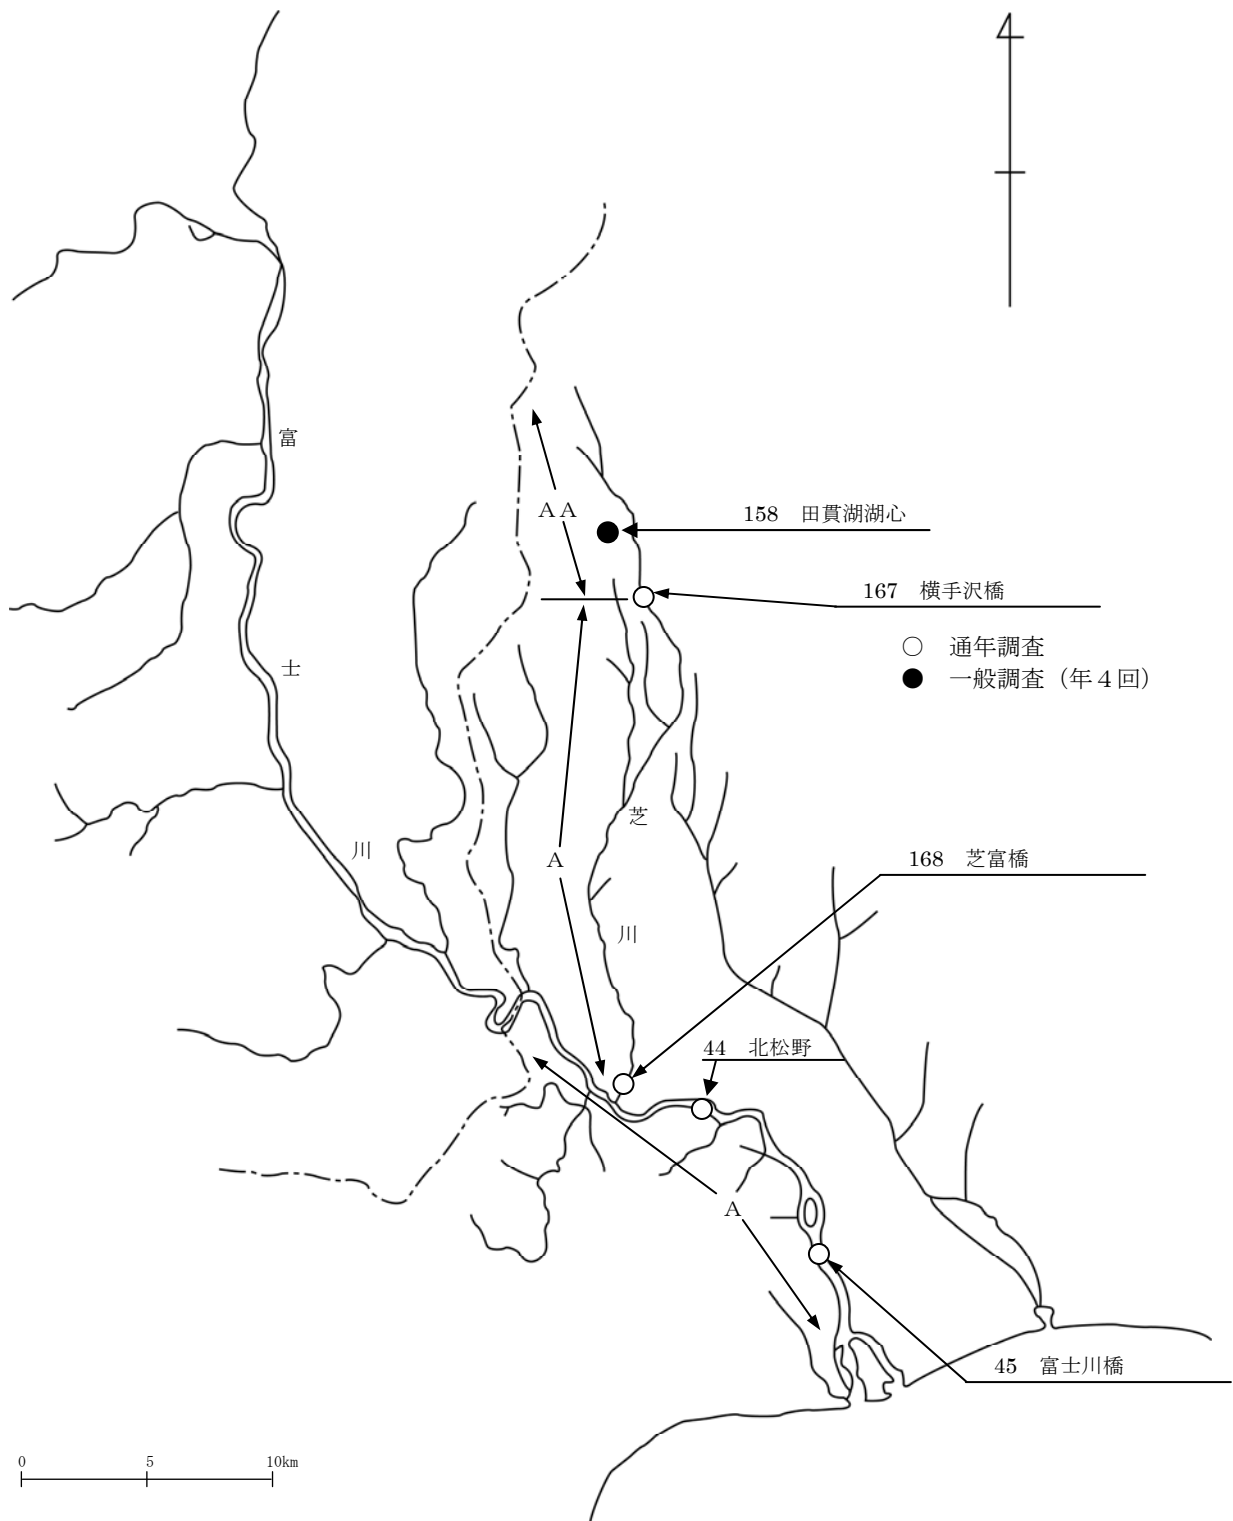 富
ＡＡ
158　田貫湖湖心
167　横手沢橋
○　通年調査
●　一般調査（年４回）
士
芝
川
Ａ
168　芝富橋
川
44　北松野
Ａ
45　富士川橋
0　5　10km